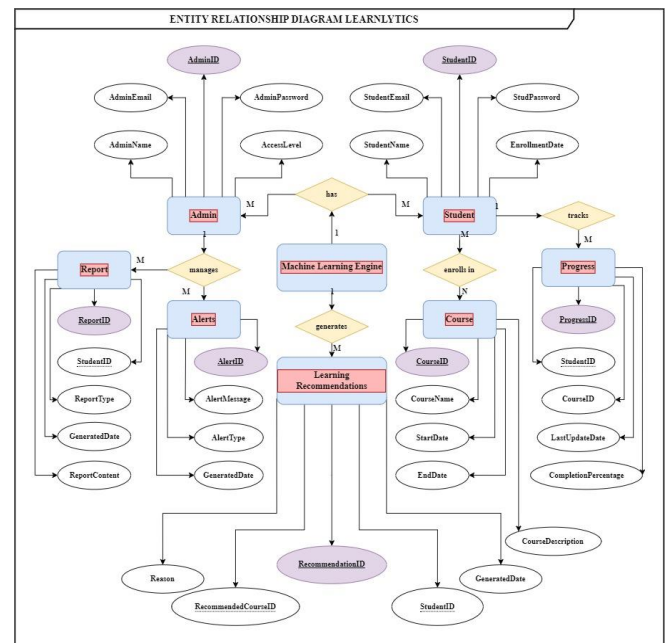 ENTITY RELATIONSHIP DIAGRAM LEARNLYTICS
AdminID
StudentID
AdminEmail
AdminPassword
StudentEmail
StudPassword
AdminName
AccessLevel
StudentName
EnrollmentDate
has
M
M
Admin
Student
1
tracks
1
M
1
M
M
Report
manages
Machine Learning Engine
enrolls in
Progress
M
1
N
ReportID
Alerts
generates
Course
ProgressID
M
StudentID
AlertID
Learning
Recommendations
CourseID
StudentID
ReportType
AlertMessage
CourseName
CourseID
GeneratedDate
AlertType
StartDate
LastUpdateDate
ReportContent
GeneratedDate
EndDate
CompletionPercentage
CourseDescription
Reason
RecommendationID
GeneratedDate
RecommendedCourseID
StudentID